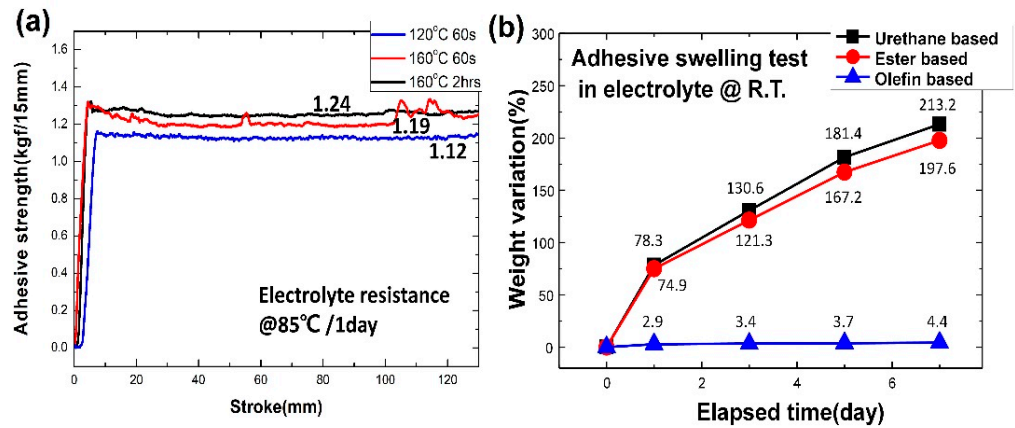 (a)
120°C 60s
160°C 60s
160°C 2hrs
1.24
1.19
1.12
Electrolyte resistance
@85℃ /1day
Adhesive strength(kgf/15mm)
1.6
1.4
1.2
1.0
0.8
0.6
0.4
0.2
0.0
0 20 40 60 80 100 120
Stroke(mm)
(b)
Urethane based
Ester based
Olefin based
Adhesive swelling test
in electrolyte @ R.T.
Weight variation(%)
300
250
200
150
100
50
0
213.2
181.4
197.6
130.6
167.2
78.3
121.3
74.9
2.9 3.4 3.7 4.4
0 2 4 6
Elapsed time(day)